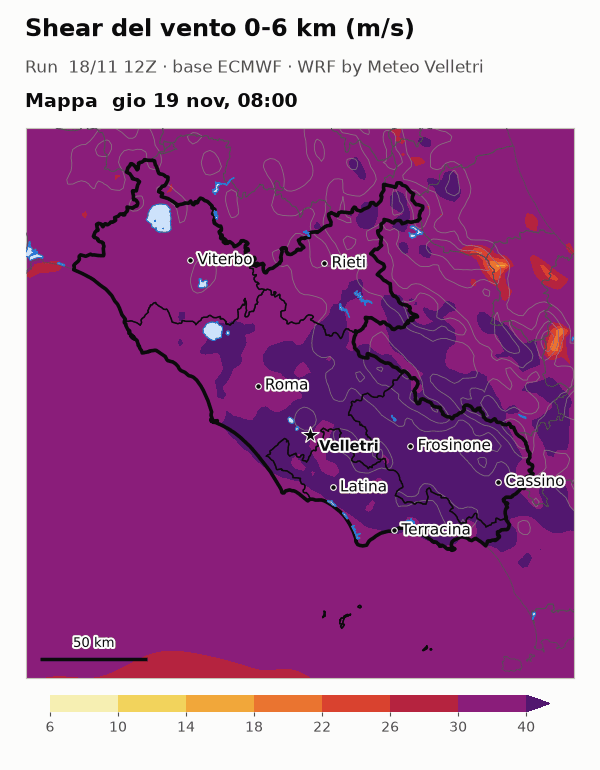 Shear del vento 0-6 km (m/s)
Run  18/11 12Z · base ECMWF · WRF by Meteo Velletri
Mappa  gio 19 nov, 08:00
Viterbo
Rieti
Roma
Velletri
Frosinone
Cassino
Latina
Terracina
50 km
6 10 14 18 22 26 30 40